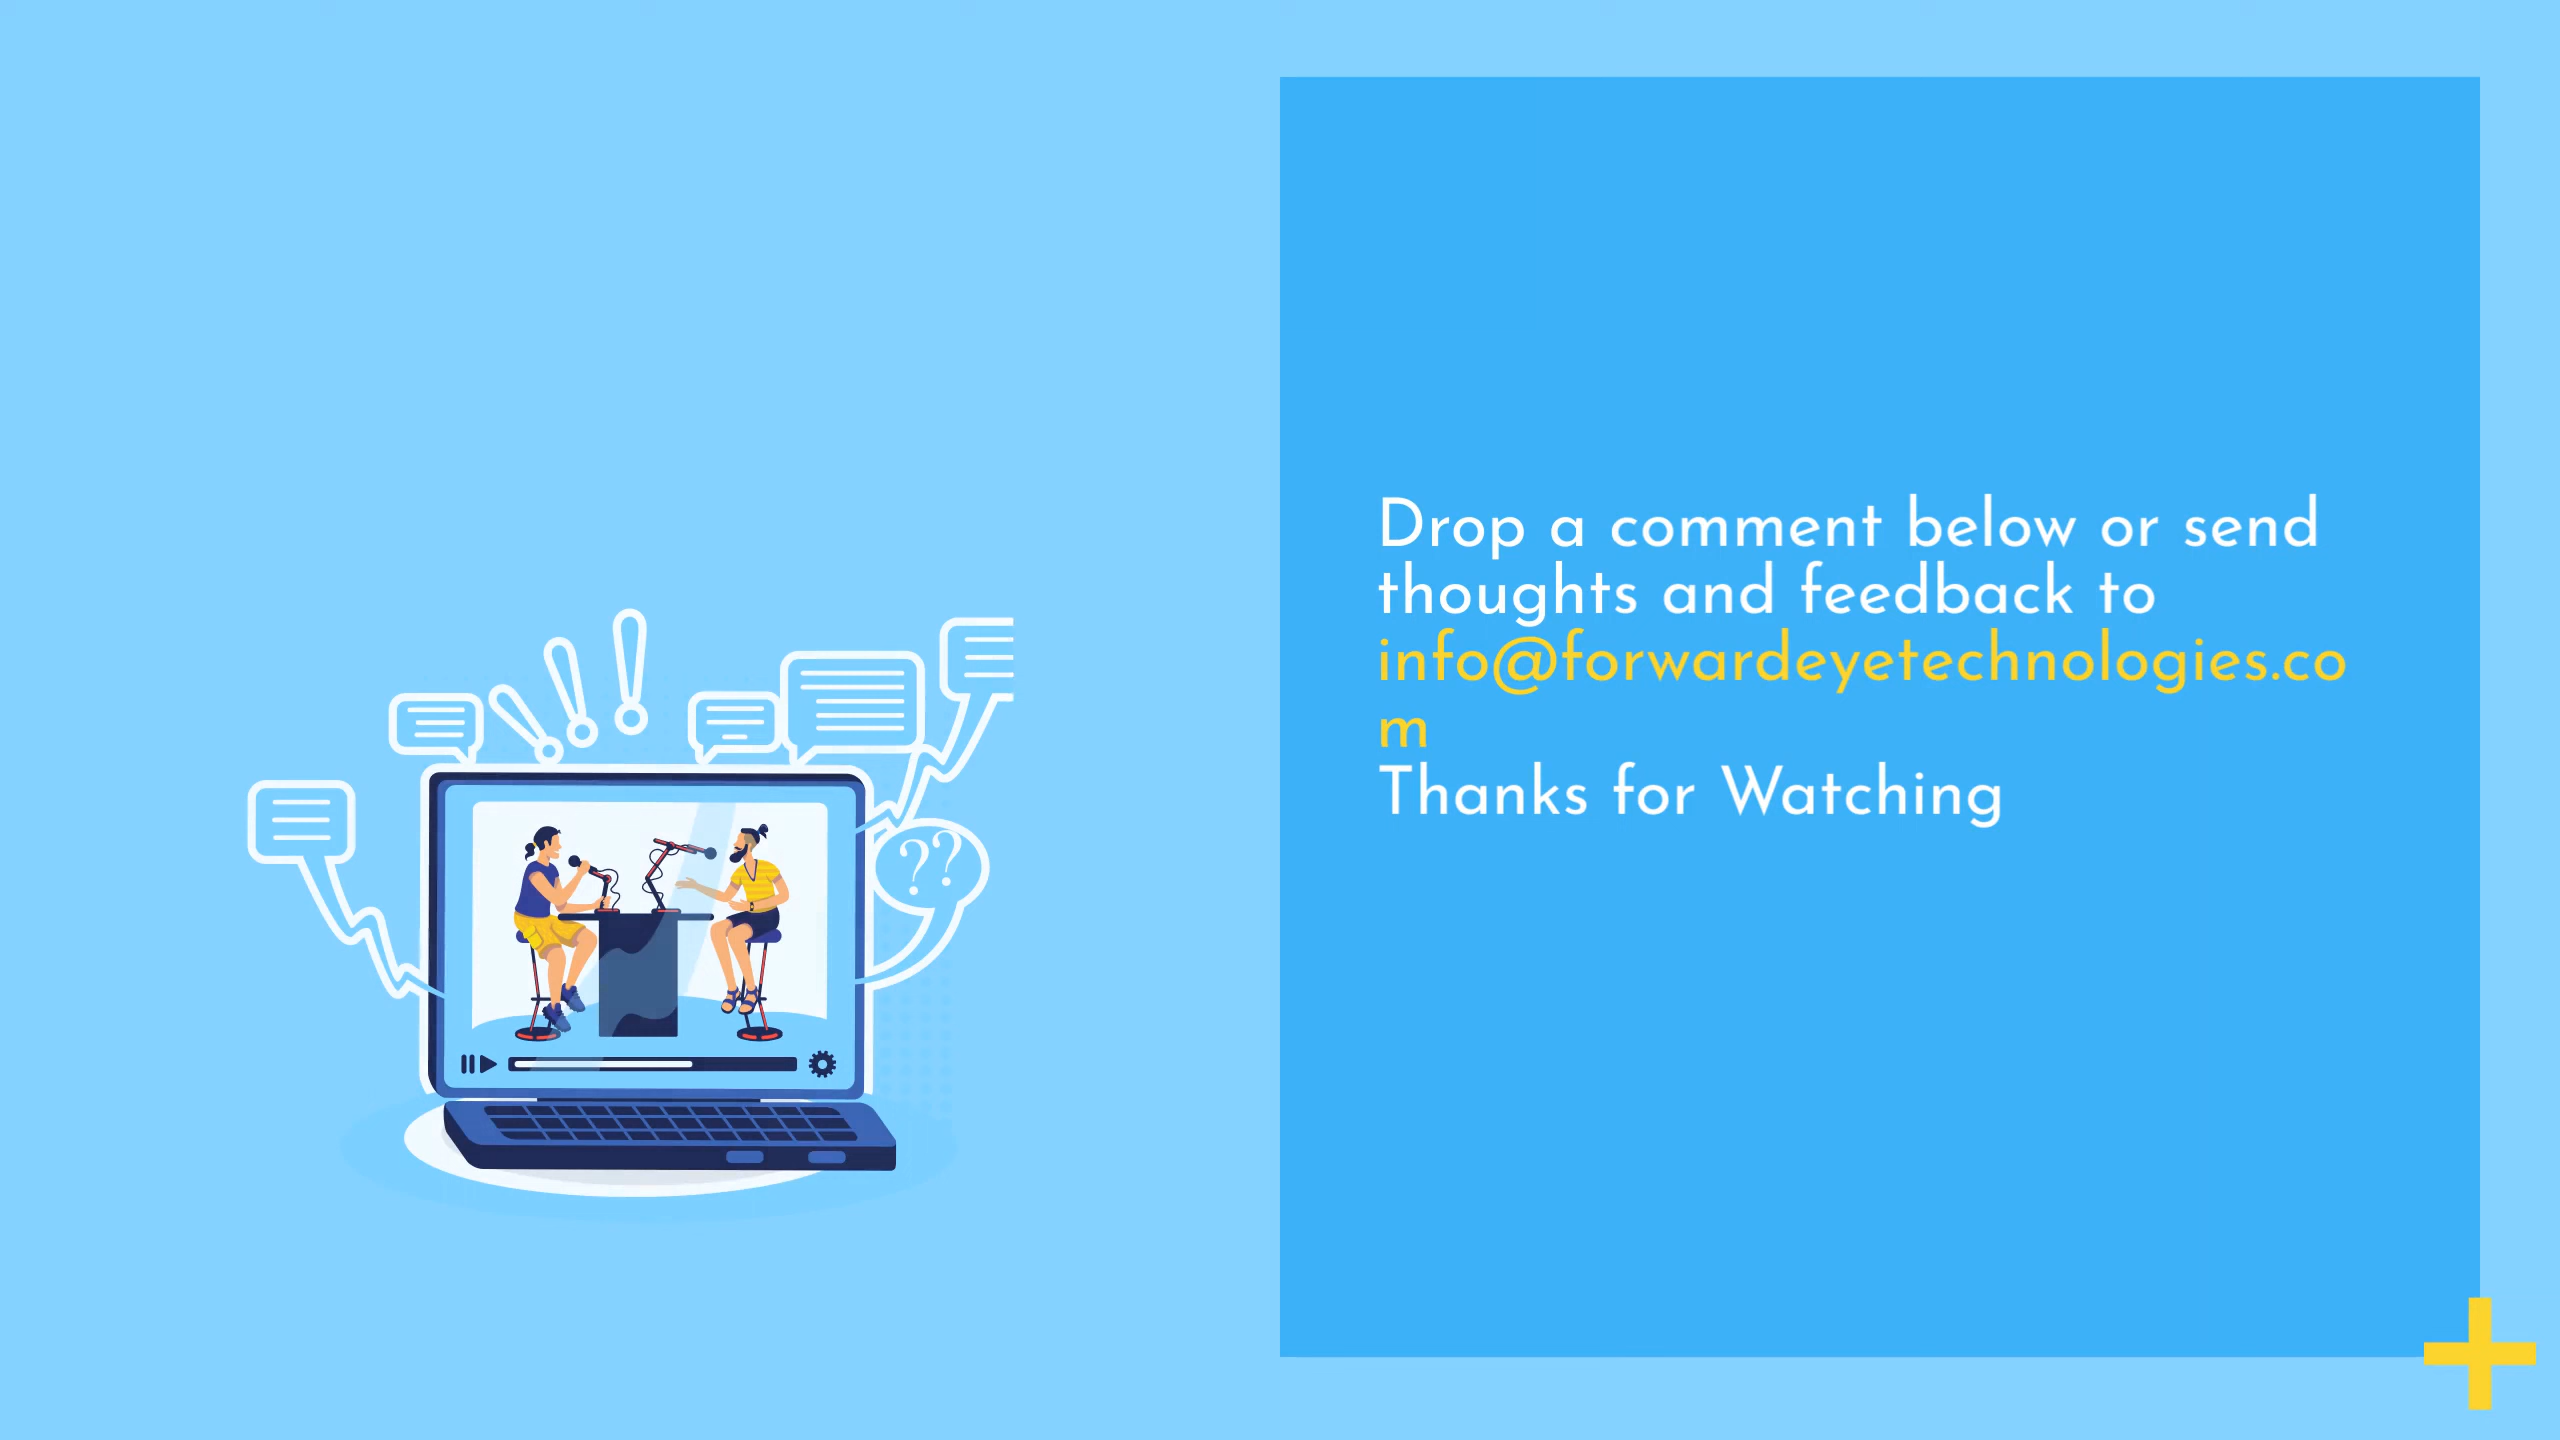 Drop a comment below or send
thoughts and feedback to
info@forwardeyetechnologies.co
m
Thanks for Watching
??